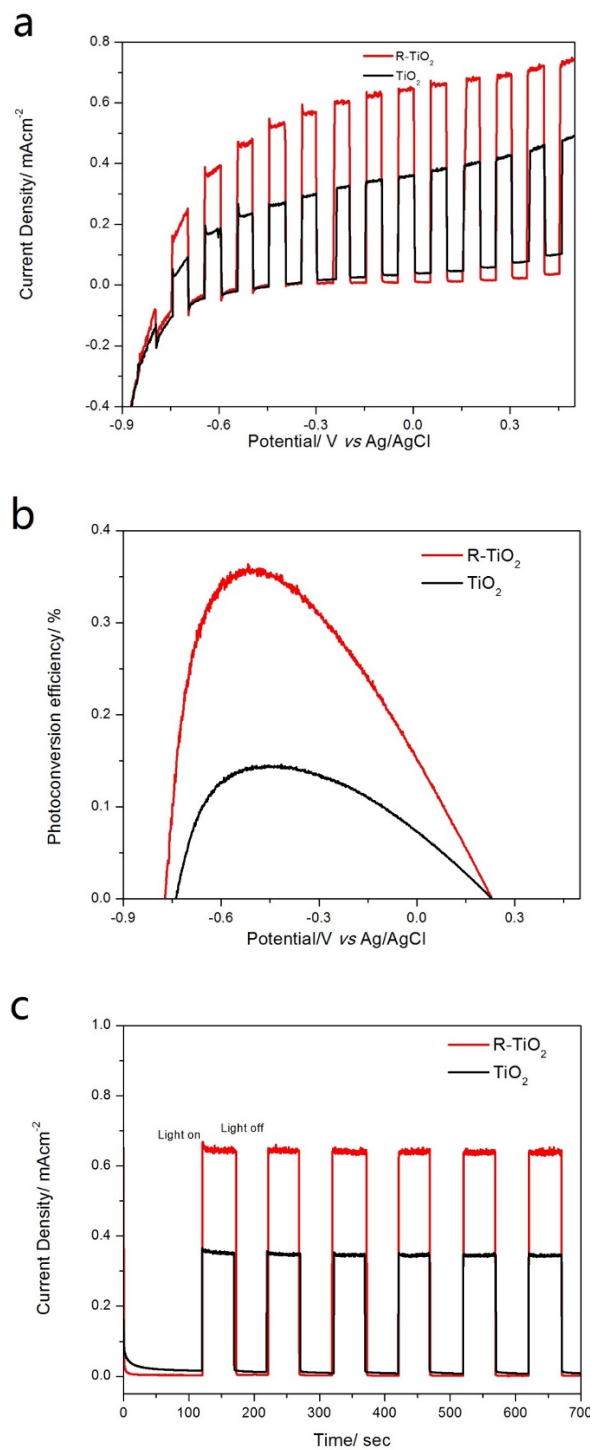 a
0.8
0.6
0.4
0.2
0.0
-0.2
-0.4
Current Density/ mAcm⁻²
R-TiO₂
TiO₂
-0.9
-0.6
-0.3
0.0
0.3
Potential/ V vs Ag/AgCl
b
0.4
0.3
0.2
0.1
0.0
Photoconversion efficiency/ %
R-TiO₂
TiO₂
-0.9
-0.6
-0.3
0.0
0.3
Potential/V vs Ag/AgCl
c
1.0
0.8
0.6
0.4
0.2
0.0
Current Density/ mAcm⁻²
R-TiO₂
TiO₂
Light on
Light off
0
100
200
300
400
500
600
700
Time/ sec